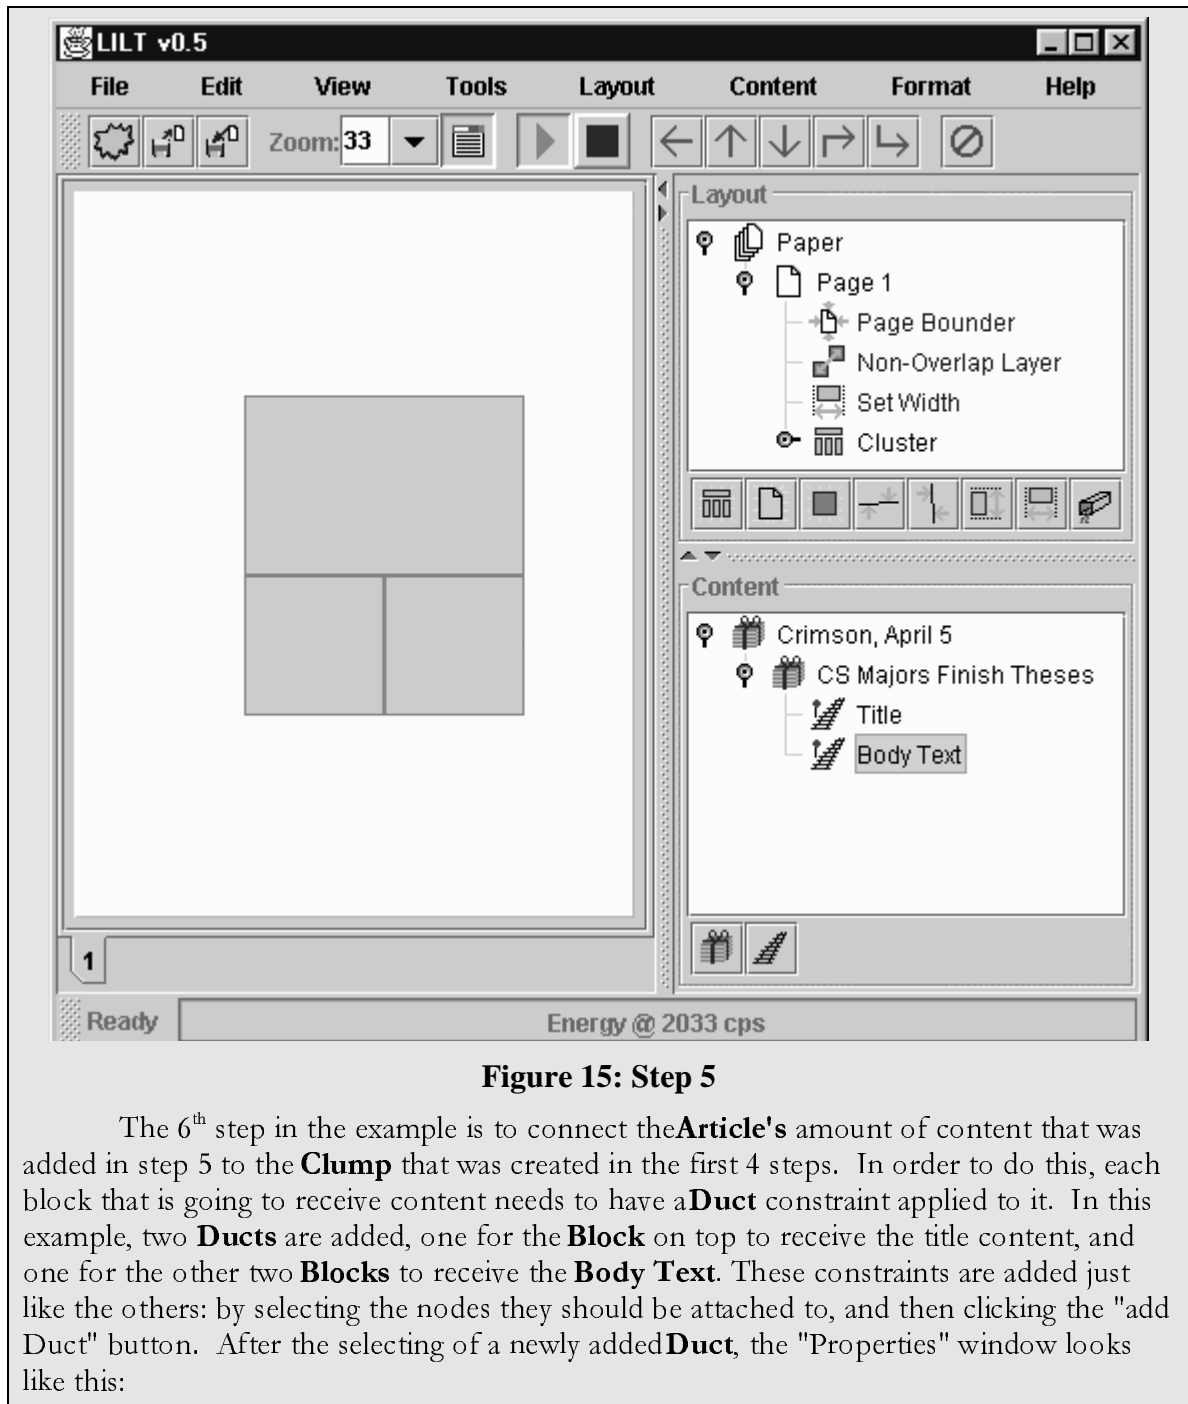 LILT v0.5
File Edit View Tools Layout Content Format Help
Zoom: 33
Layout
Paper
Page 1
Page Bounder
Non-Overlap Layer
Set Width
Cluster
Content
Crimson, April 5
CS Majors Finish Theses
Title
Body Text
1
Ready Energy @ 2033 cps
Figure 15: Step 5
The 6th step in the example is to connect the Article's amount of content that was
added in step 5 to the Clump that was created in the first 4 steps. In order to do this, each
block that is going to receive content needs to have a Duct constraint applied to it. In this
example, two Ducts are added, one for the Block on top to receive the title content, and
one for the other two Blocks to receive the Body Text. These constraints are added just
like the others: by selecting the nodes they should be attached to, and then clicking the "add
Duct" button. After the selecting of a newly added Duct, the "Properties" window looks
like this: